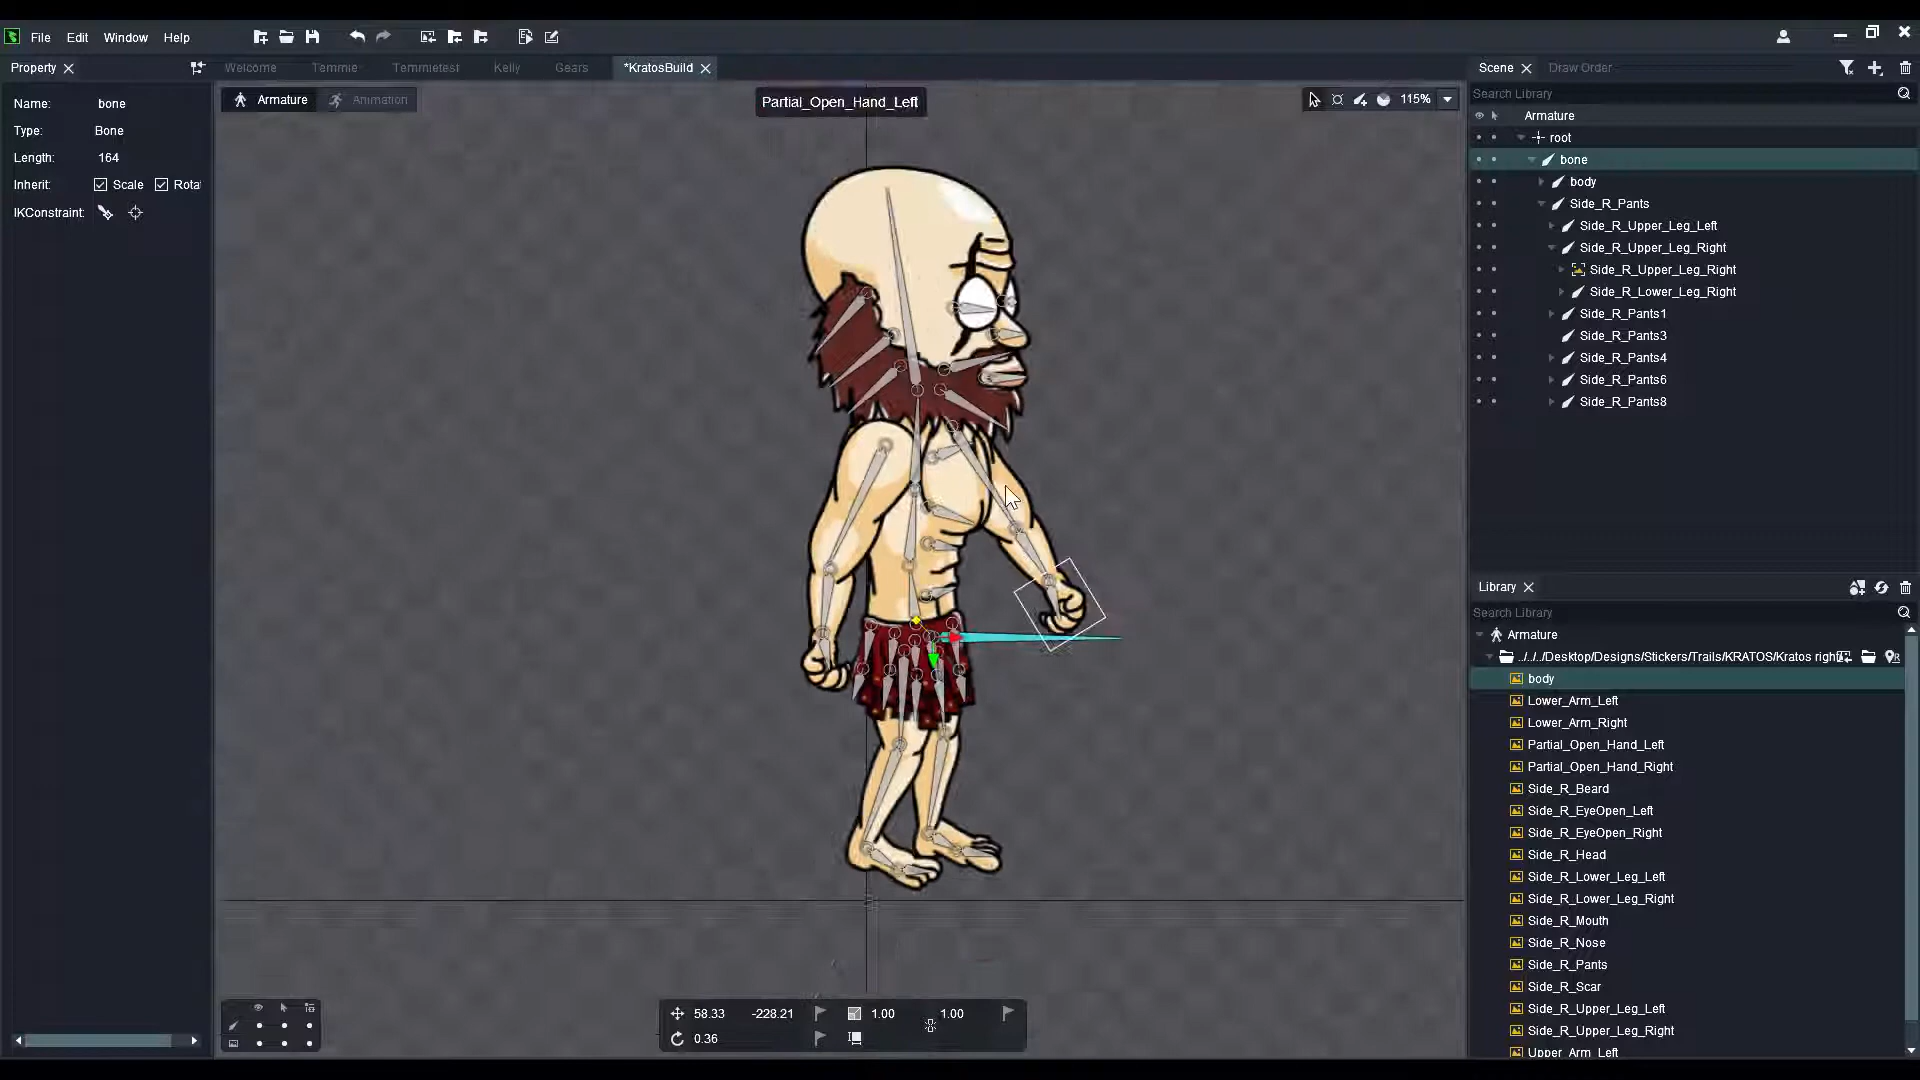 File Edit Window Help
Property
Welcome Temmie Temmietest Kelly Gears *KratosBuild
Scene Draw Order
Name: bone
Type: Bone
Length: 164
Inherit: Scale Rota
IKConstraint:
Armature Animation
Partial_Open_Hand_Left
115%
Search Library
Armature
root
bone
body
Side_R_Pants
Side_R_Upper_Leg_Left
Side_R_Upper_Leg_Right
Side_R_Upper_Leg_Right
Side_R_Lower_Leg_Right
Side_R_Pants1
Side_R_Pants3
Side_R_Pants4
Side_R_Pants6
Side_R_Pants8
Library
Search Library
Armature
../../../Desktop/Designs/Stickers/Trails/KRATOS/Kratos right
body
Lower_Arm_Left
Lower_Arm_Right
Partial_Open_Hand_Left
Partial_Open_Hand_Right
Side_R_Beard
Side_R_EyeOpen_Left
Side_R_EyeOpen_Right
Side_R_Head
Side_R_Lower_Leg_Left
Side_R_Lower_Leg_Right
Side_R_Mouth
Side_R_Nose
Side_R_Pants
Side_R_Scar
Side_R_Upper_Leg_Left
Side_R_Upper_Leg_Right
Upper_Arm_Left
58.33 -228.21 1.00 1.00
0.36